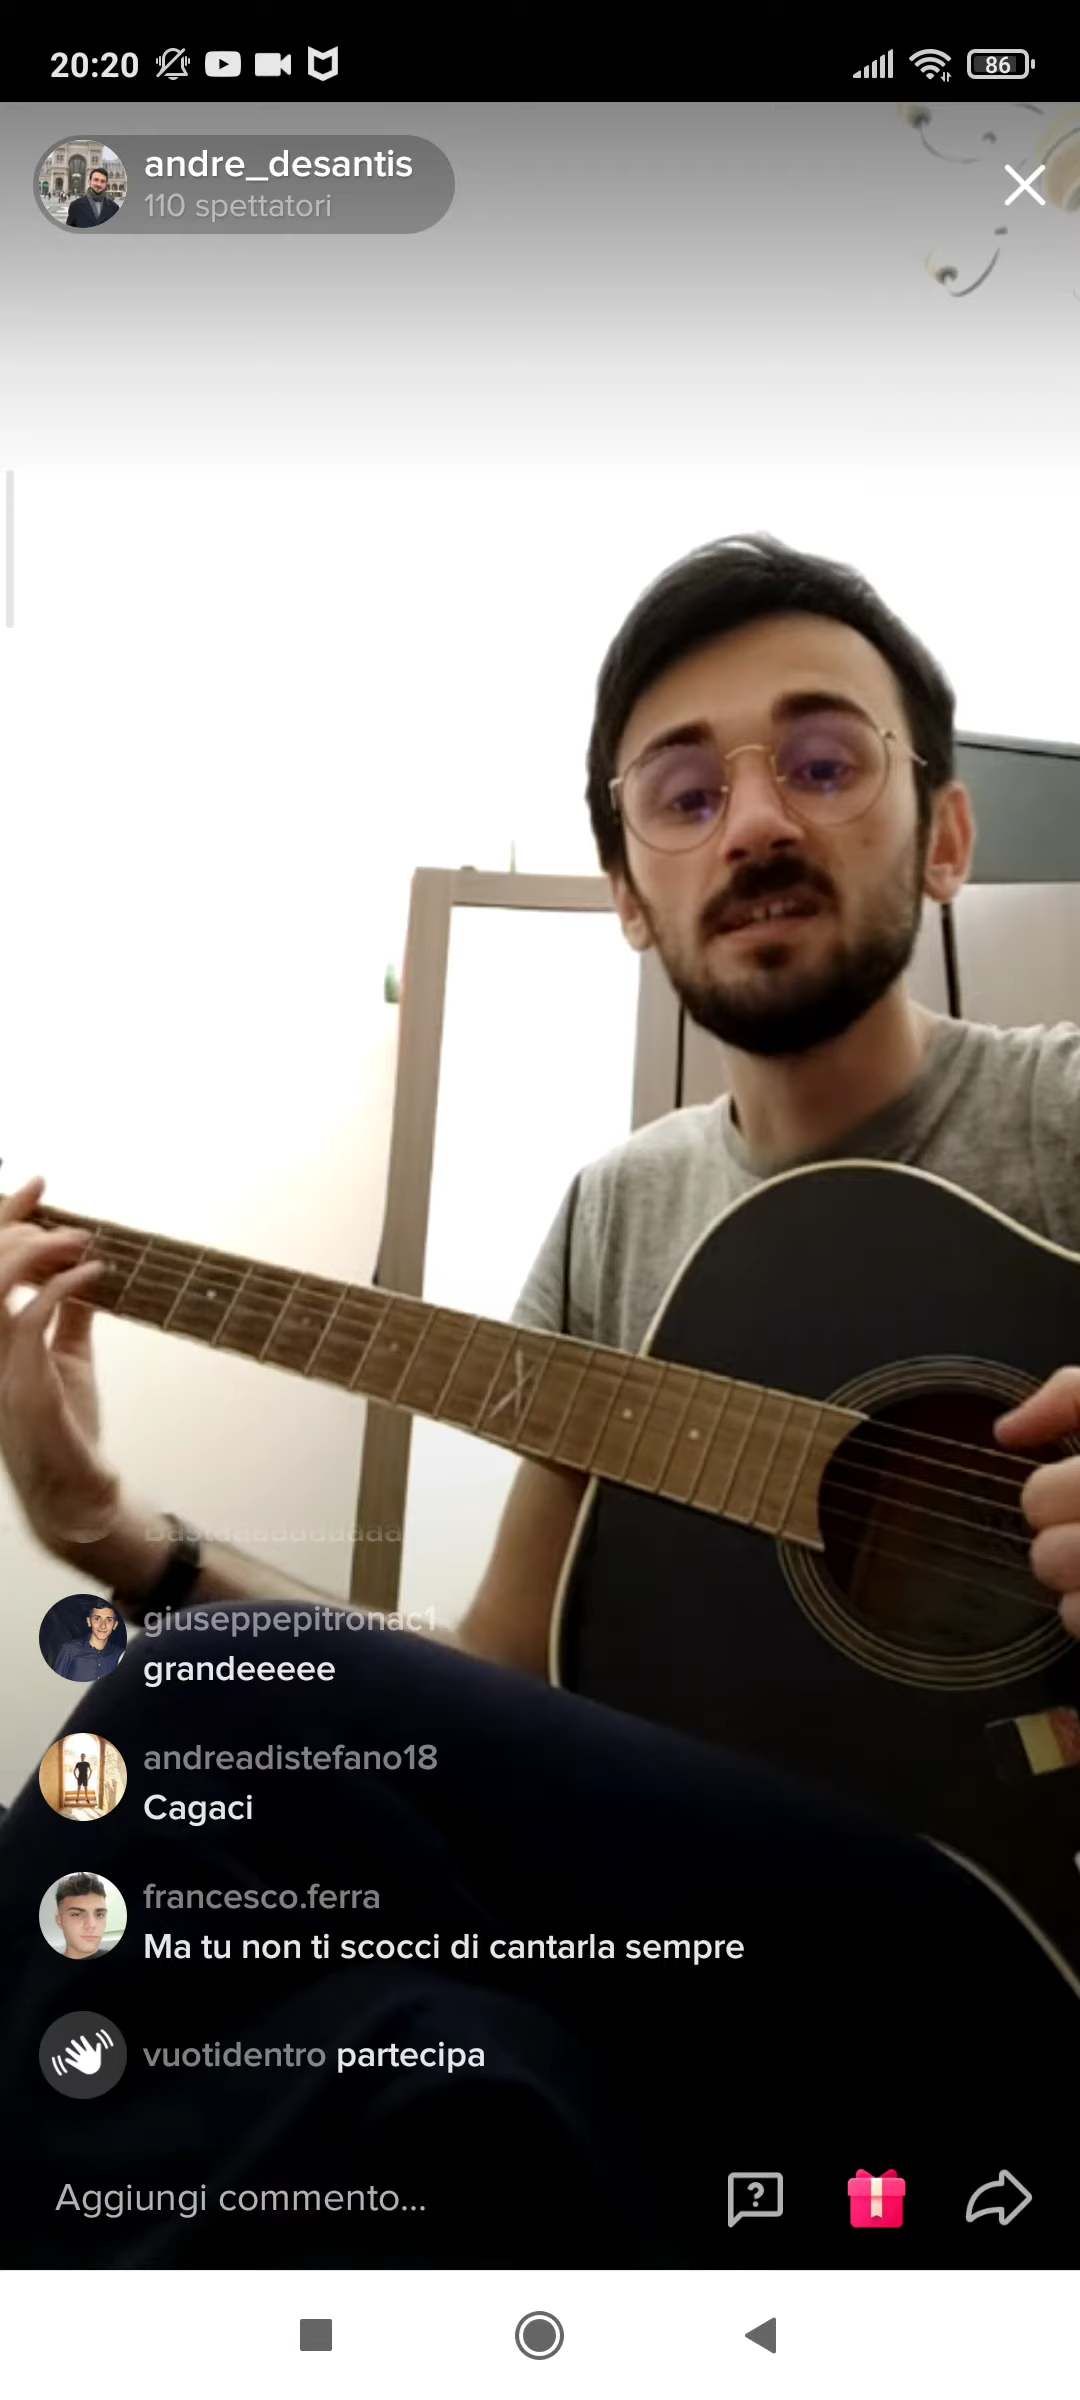 20:20
86
andre_desantis
110 spettatori
giuseppepitronac1
grandeeeee
andreadistefano18
Cagaci
francesco.ferra
Ma tu non ti scocci di cantarla sempre
vuotidentro partecipa
Aggiungi commento...